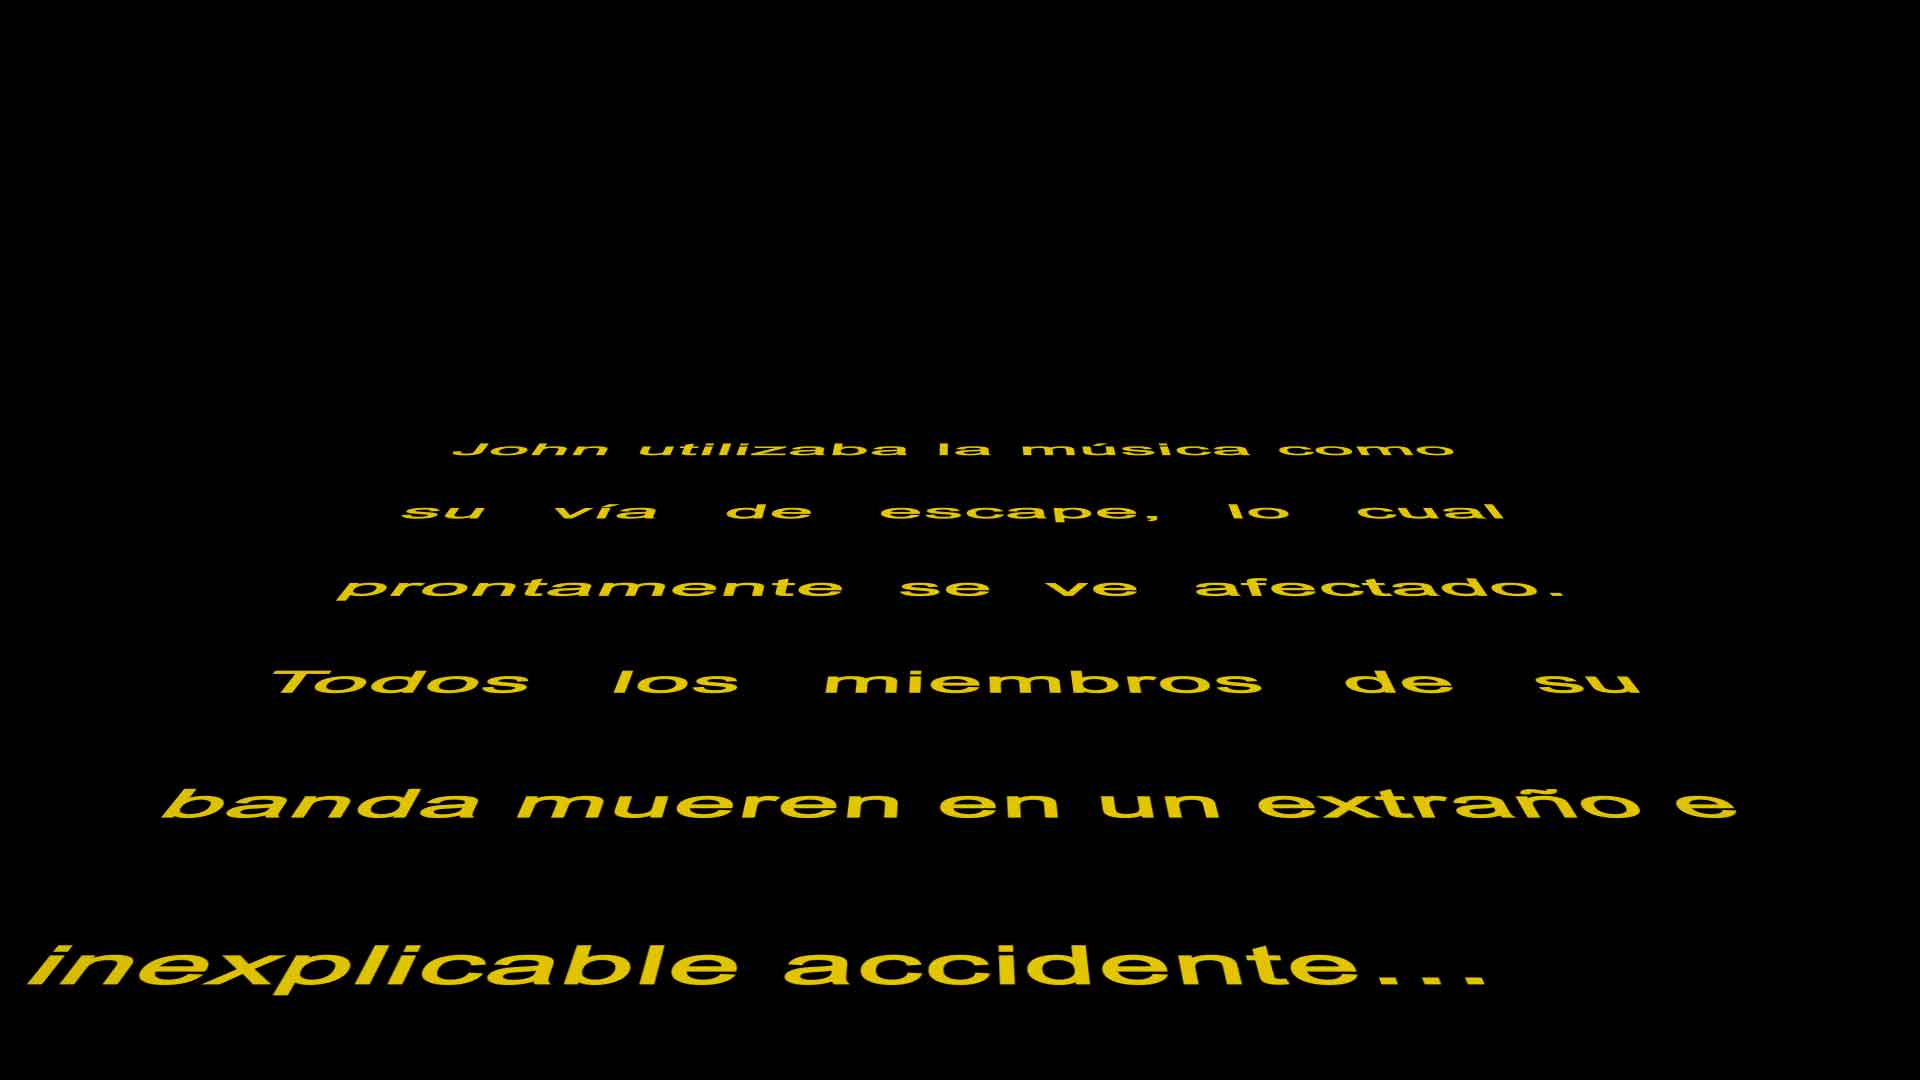 John utilizaba la música como
su vía de escape, lo cual
prontamente se ve afectado.
Todos los miembros de su
banda mueren en un extraño e
inexplicable accidente...